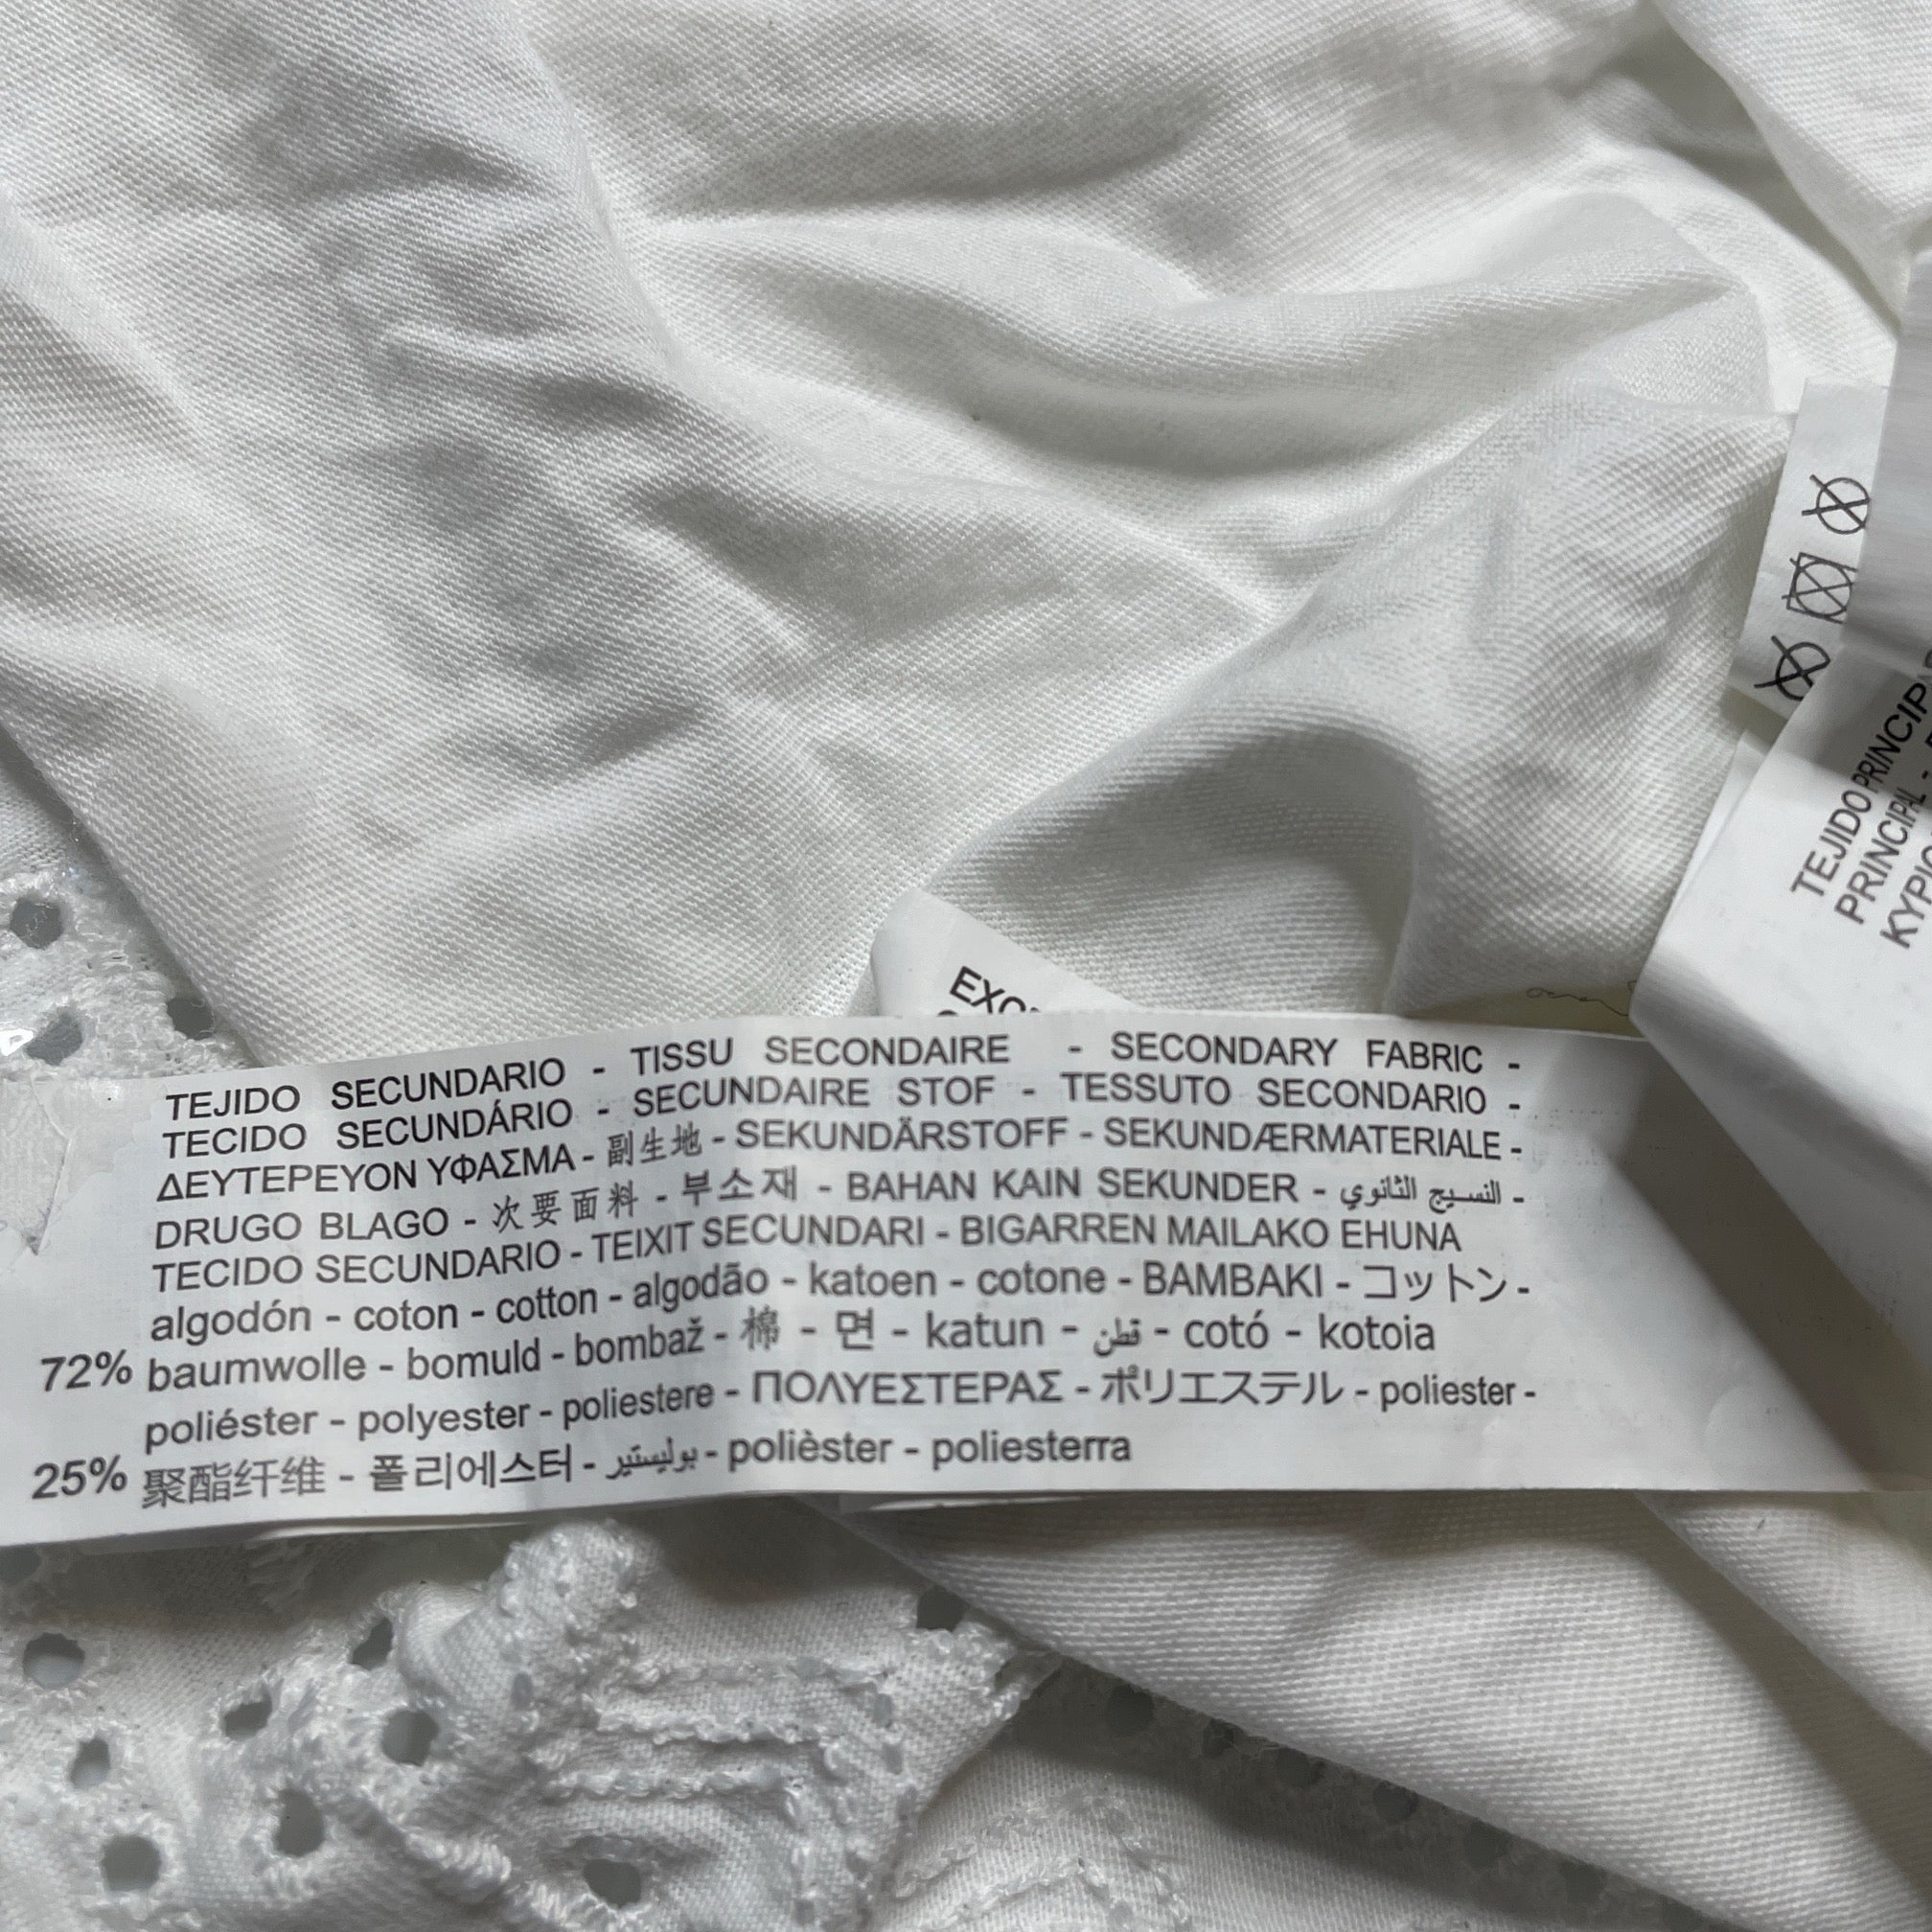 TEJIDO SECUNDARIO - TISSU SECONDAIRE - SECONDARY FABRIC -
TECIDO SECUNDÁRIO - SECUNDAIRE STOF - TESSUTO SECONDARIO -
ΔΕΥΤΕΡΕΥΟΝ ΥΦΑΣΜΑ - 副生地 - SEKUNDÄRSTOFF - SEKUNDÆRMATERIALE -
DRUGO BLAGO - 次要面料 - 부소재 - BAHAN KAIN SEKUNDER - النسيج الثانوي -
TECIDO SECUNDARIO - TEIXIT SECUNDARI - BIGARREN MAILAKO EHUNA
algodón - coton - cotton - algodão - katoen - cotone - BAMBAKI - コットン -
72% baumwolle - bomuld - bombaž - 棉 - 면 - katun - قطن - cotó - kotoia
poliéster - polyester - poliestere - ΠΟΛΥΕΣΤΕΡΑΣ - ポリエステル - poliester -
25% 聚酯纤维 - 폴리에스터 - بوليستير - polièster - poliesterra
TEJIDO
PRINCIPAL -